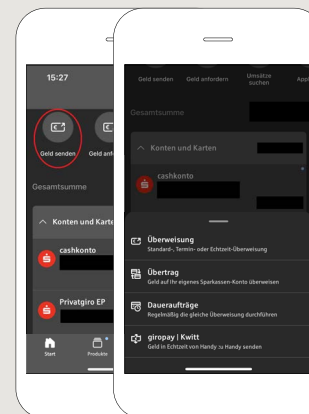 15:27
Geld senden
Geld anf
Gesamtsumme
Konten und Karte
cashkonto
Privatgiro EP
Start
Produkte
Geld senden
Geld anfordern
Umsätze
suchen
Gesamtsumme
Konten und Karten
cashkonto
Überweisung
Standard-, Termin- oder Echtzeit-Überweisung
Übertrag
Geld auf Ihr eigenes Sparkassen-Konto überweisen
Daueraufträge
Regelmäßig die gleiche Überweisung durchführen
giropay | Kwitt
Geld in Echtzeit von Handy zu Handy senden